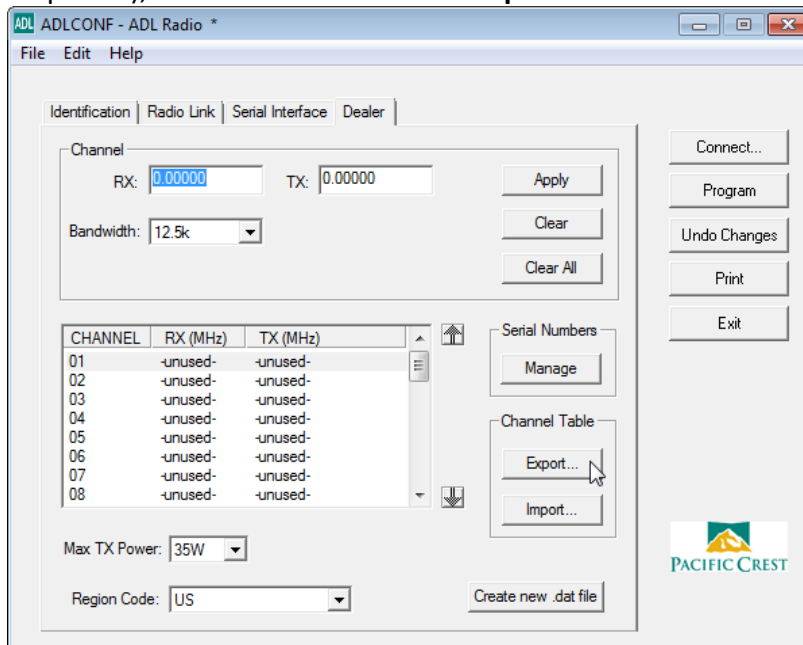 ADL ADLCONF - ADL Radio *
File Edit Help
Identification Radio Link Serial Interface Dealer
Channel
RX: 0.00000 TX: 0.00000
Bandwidth: 12.5k
Apply
Clear
Clear All
Connect...
Program
Undo Changes
Print
Exit
CHANNEL RX (MHz) TX (MHz)
01 -unused- -unused-
02 -unused- -unused-
03 -unused- -unused-
04 -unused- -unused-
05 -unused- -unused-
06 -unused- -unused-
07 -unused- -unused-
08 -unused- -unused-
Serial Numbers
Manage
Channel Table
Export...
Import...
Max TX Power: 35W
Region Code: US
Create new .dat file
PACIFIC CREST